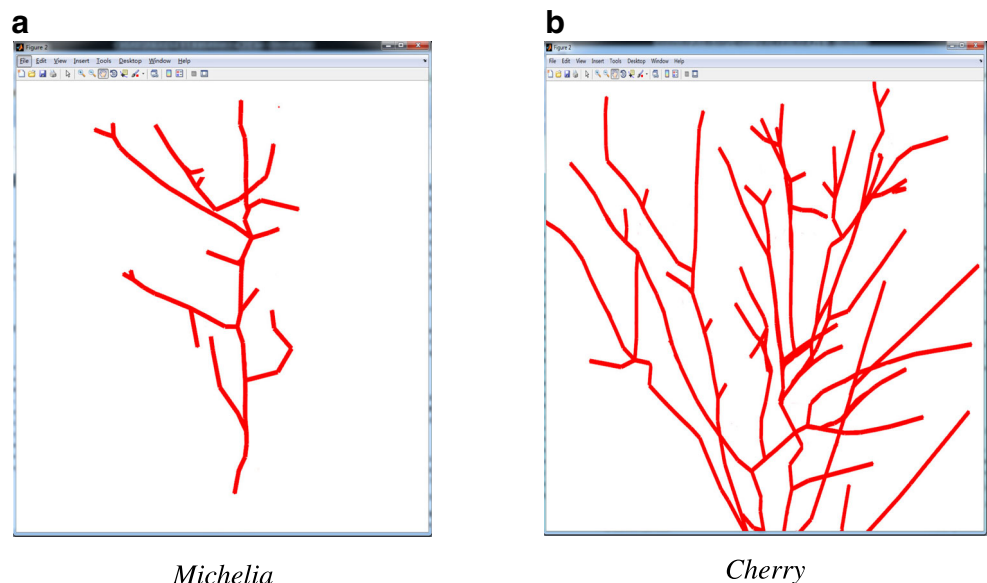 a
Figure 2
File Edit View Insert Tools Desktop Window Help
Michelia
b
Figure 2
File Edit View Insert Tools Desktop Window Help
Cherry